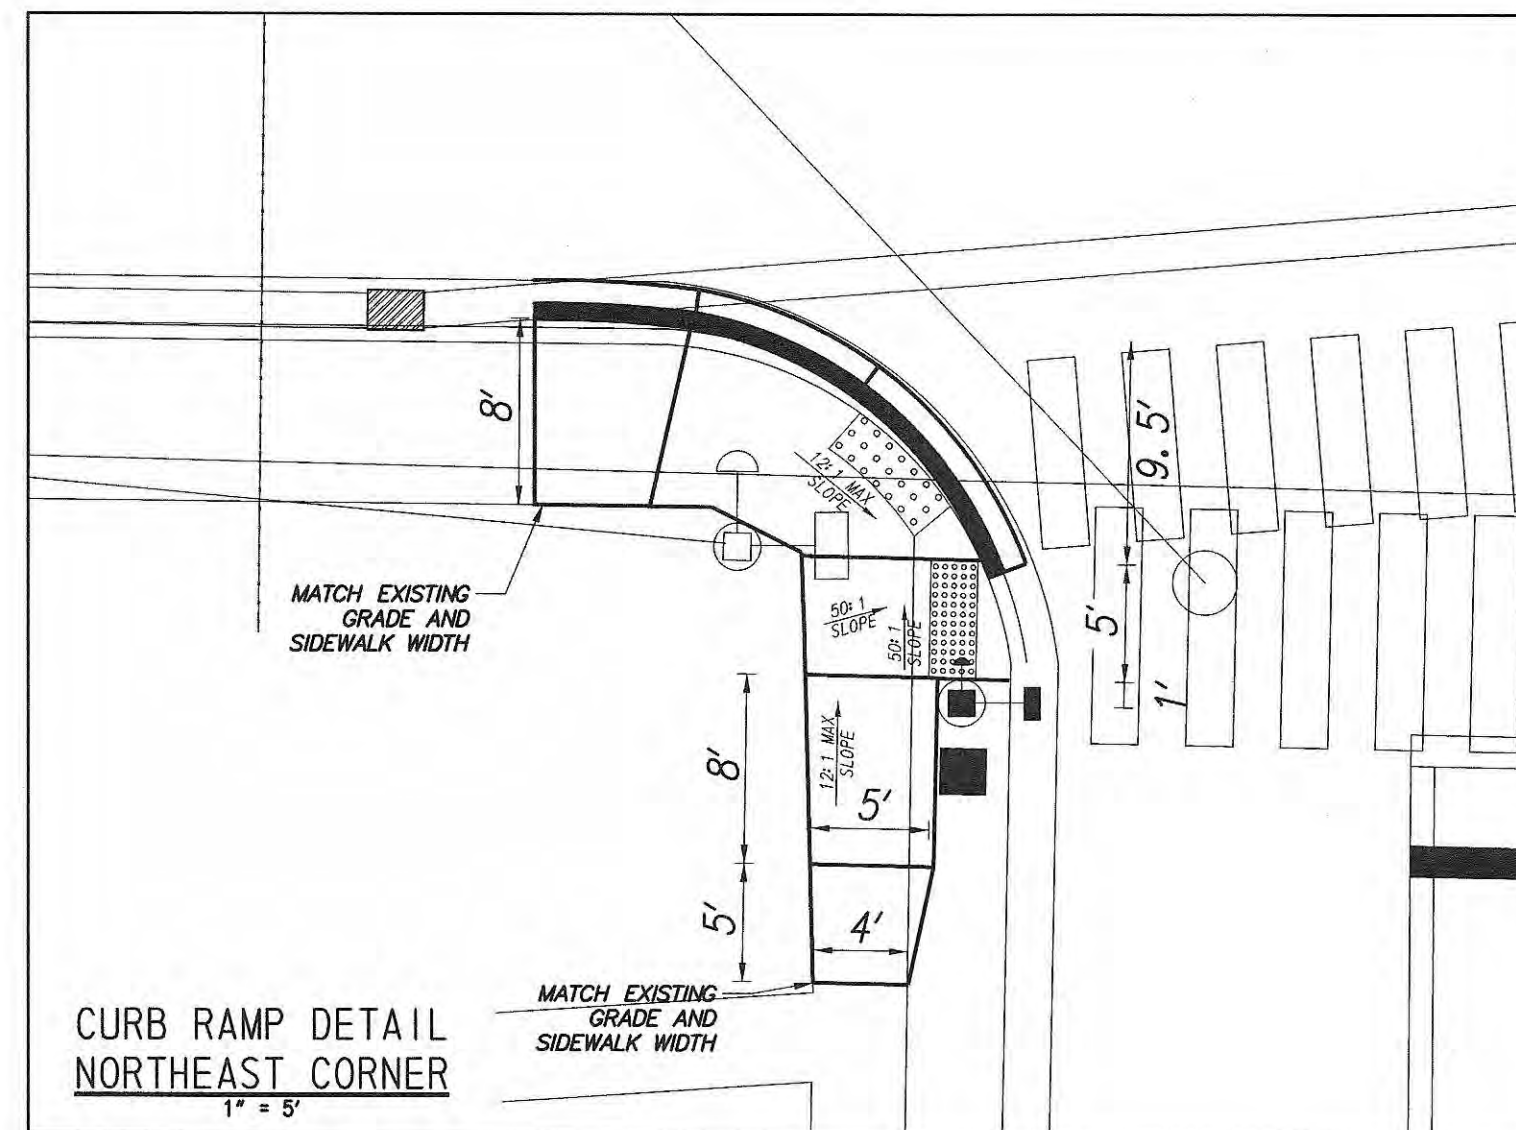 8'
9.5'
12:1 MAX
SLOPE
MATCH EXISTING
GRADE AND
SIDEWALK WIDTH
50:1
SLOPE
50:1
SLOPE
5'
1'
8'
12:1 MAX
SLOPE
5'
5'
4'
MATCH EXISTING
GRADE AND
SIDEWALK WIDTH
CURB RAMP DETAIL
NORTHEAST CORNER
1" = 5'